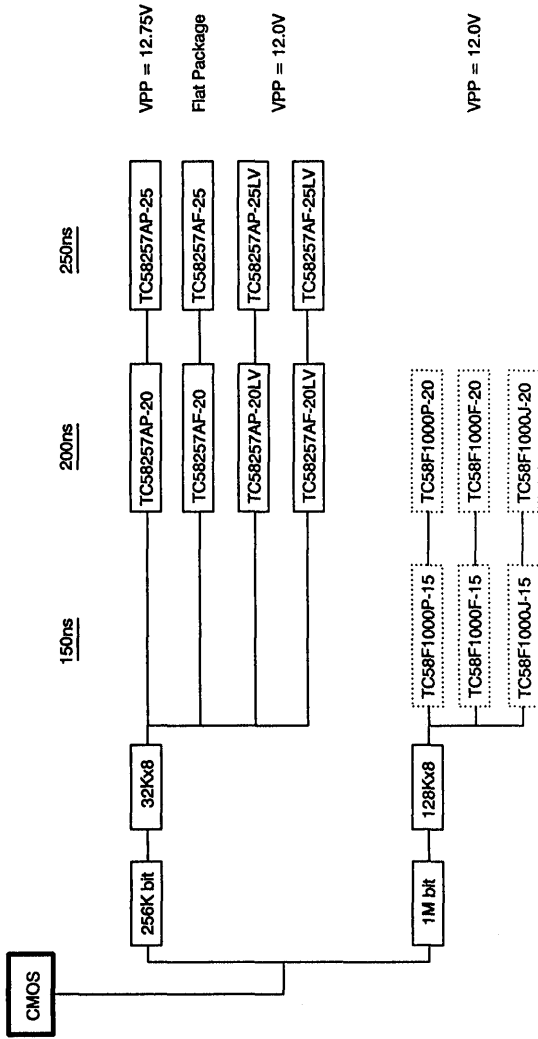 CMOS
150ns
200ns
250ns
256K bit
32Kx8
TC58257AP-20
TC58257AP-25
VPP = 12.75V
TC58257AF-20
TC58257AF-25
Flat Package
TC58257AP-20LV
TC58257AP-25LV
VPP = 12.0V
TC58257AF-20LV
TC58257AF-25LV
1M bit
128Kx8
TC58F1000P-15
TC58F1000P-20
TC58F1000F-15
TC58F1000F-20
VPP = 12.0V
TC58F1000J-15
TC58F1000J-20